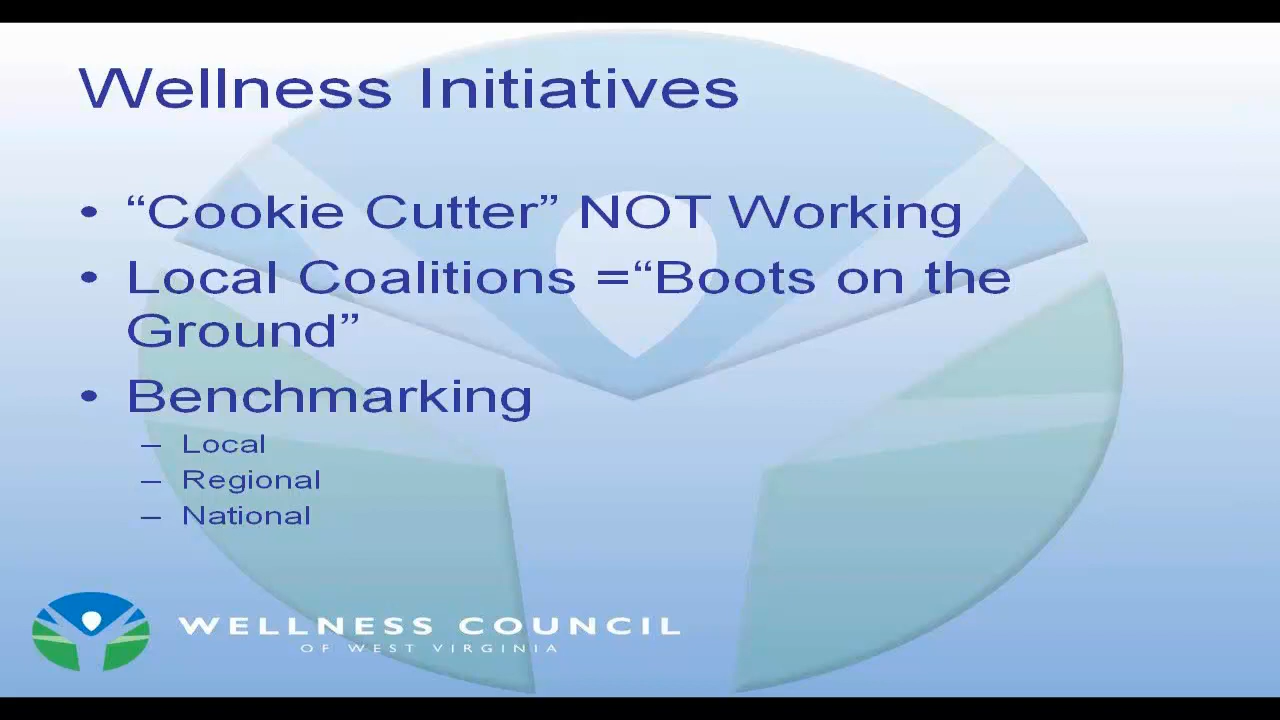 Wellness Initiatives
• “Cookie Cutter” NOT Working
• Local Coalitions =“Boots on the
Ground”
• Benchmarking
– Local
– Regional
– National
WELLNESS COUNCIL
OF WEST VIRGINIA